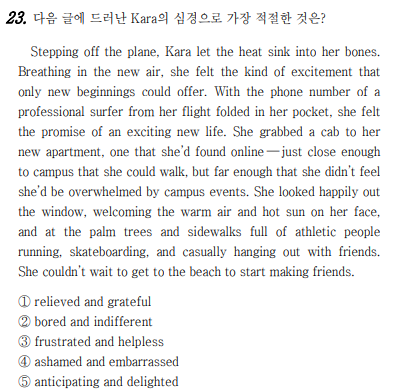 23. 다음 글에 드러난 Kara의 심경으로 가장 적절한 것은?
Stepping off the plane, Kara let the heat sink into her bones.
Breathing in the new air, she felt the kind of excitement that
only new beginnings could offer. With the phone number of a
professional surfer from her flight folded in her pocket, she felt
the promise of an exciting new life. She grabbed a cab to her
new apartment, one that she'd found online—just close enough
to campus that she could walk, but far enough that she didn't feel
she'd be overwhelmed by campus events. She looked happily out
the window, welcoming the warm air and hot sun on her face,
and at the palm trees and sidewalks full of athletic people
running, skateboarding, and casually hanging out with friends.
She couldn't wait to get to the beach to start making friends.
① relieved and grateful
② bored and indifferent
③ frustrated and helpless
④ ashamed and embarrassed
⑤ anticipating and delighted